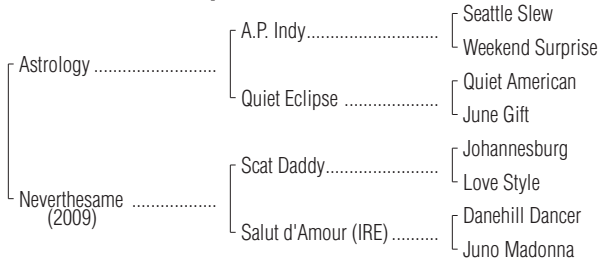 Seattle Slew
A.P. Indy.......................
Weekend Surprise
Astrology .........................
Quiet American
Quiet Eclipse ...................
June Gift
Johannesburg
Scat Daddy.......................
Love Style
Neverthesame .................
(2009)
Danehill Dancer
Salut d'Amour (IRE) ..........
Juno Madonna